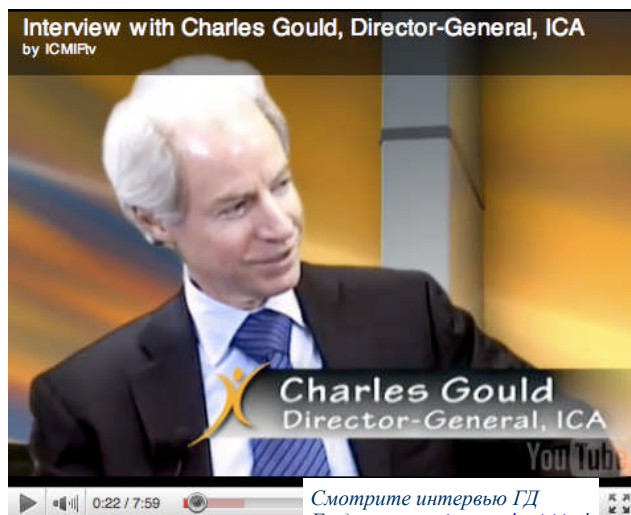 Interview with Charles Gould, Director-General, ICA
by ICMIFtv
Charles Gould
Director-General, ICA
YouTube
0:22 / 7:59
Смотрите интервью ГД